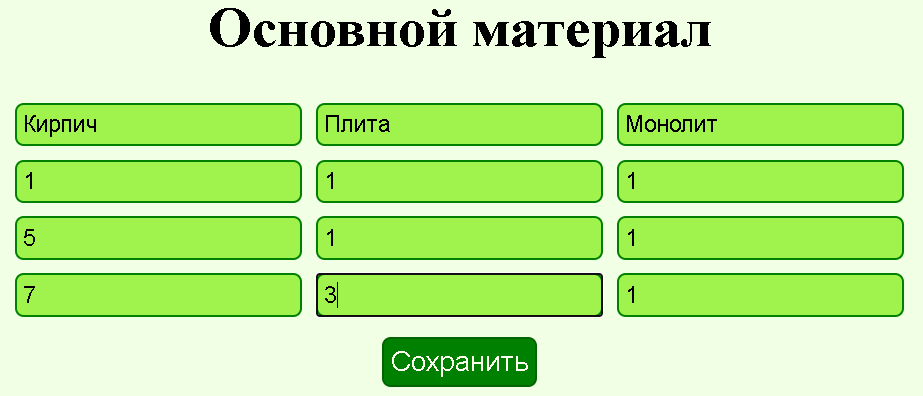 Основной материал
Кирпич Плита Монолит
1 1 1
5 1 1
7 3 1
Сохранить